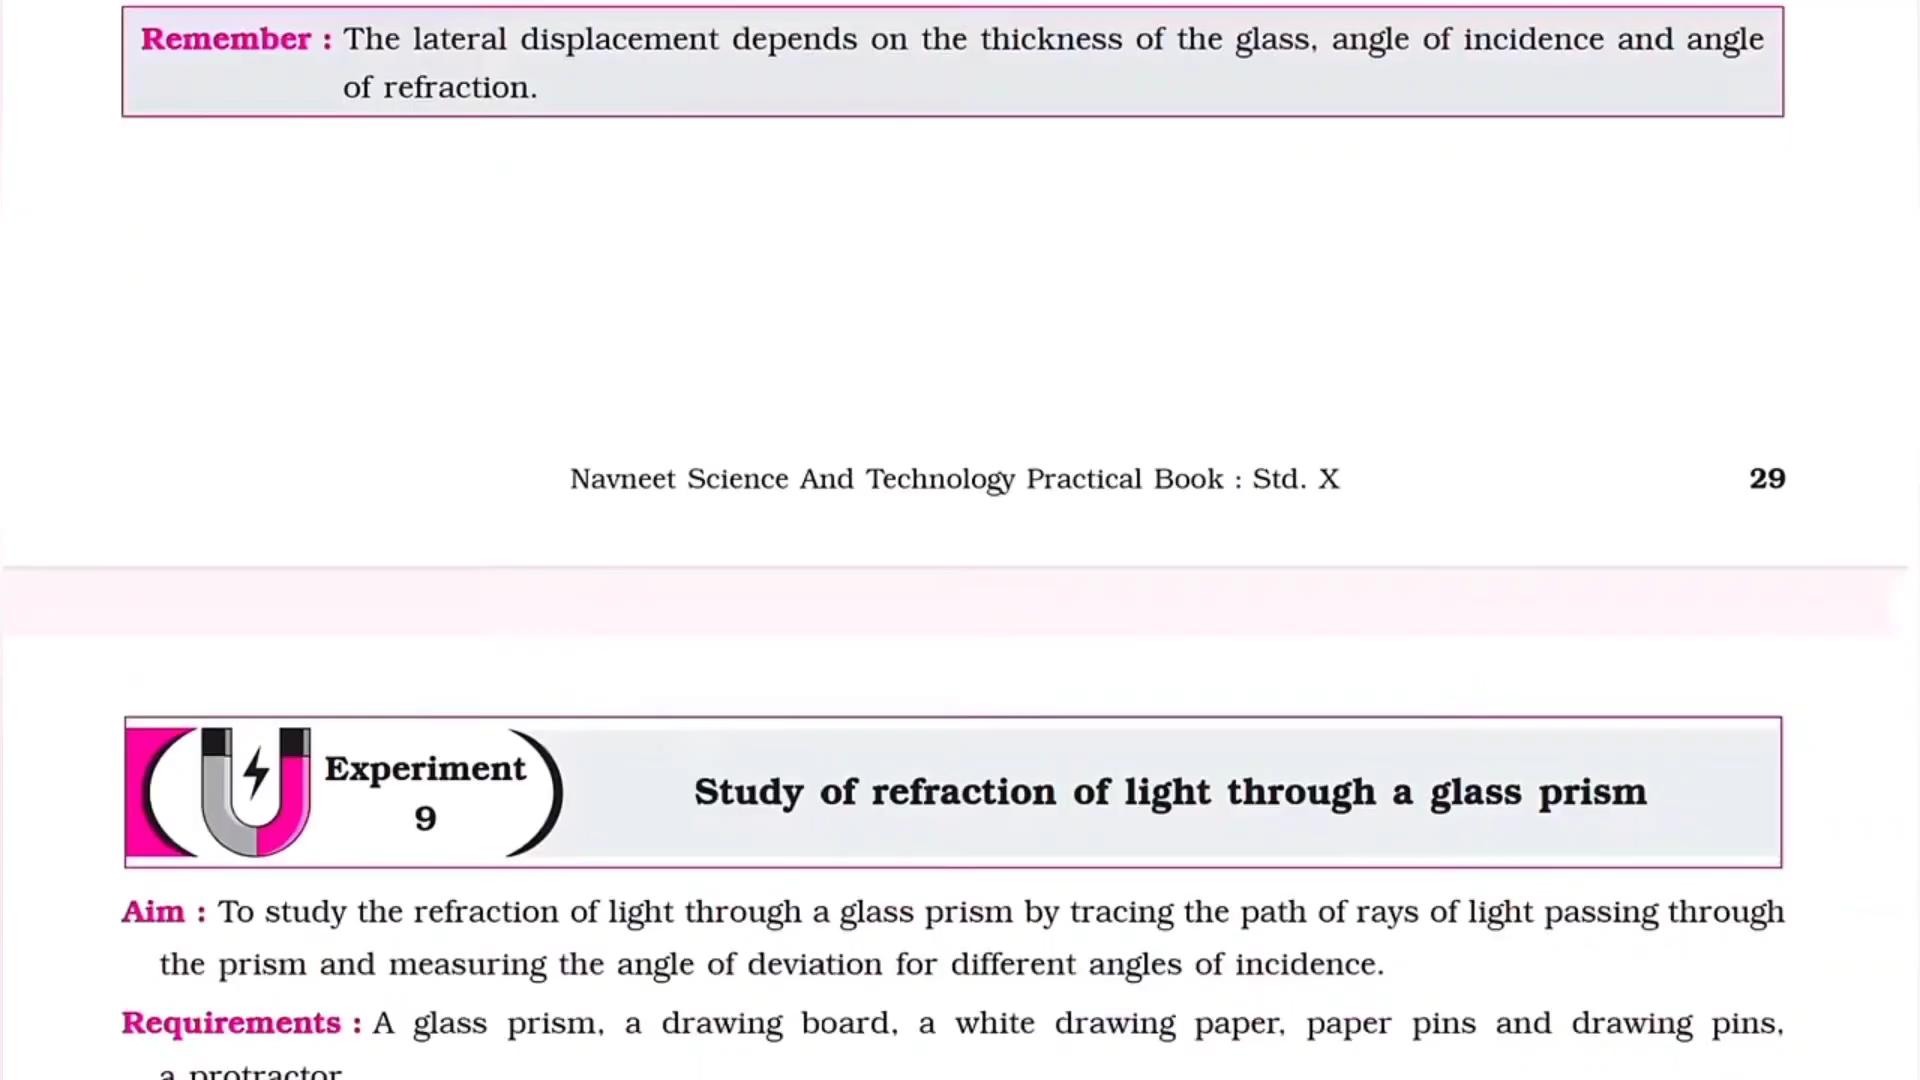 Remember : The lateral displacement depends on the thickness of the glass, angle of incidence and angle
of refraction.
Navneet Science And Technology Practical Book : Std. X 29
Experiment
9
Study of refraction of light through a glass prism
Aim : To study the refraction of light through a glass prism by tracing the path of rays of light passing through
the prism and measuring the angle of deviation for different angles of incidence.
Requirements : A glass prism, a drawing board, a white drawing paper, paper pins and drawing pins,
a protractor